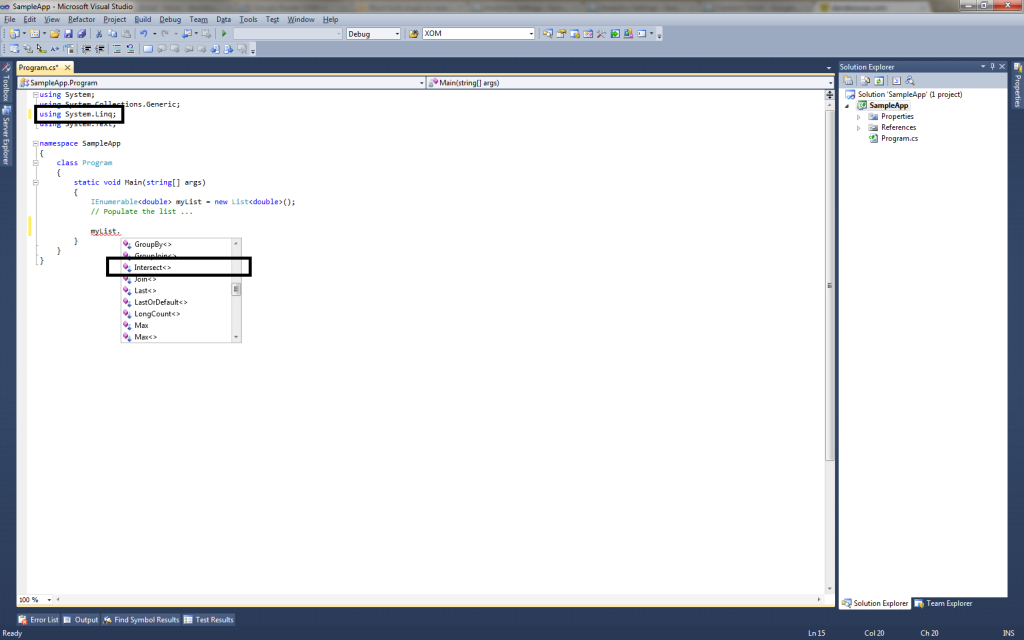 SampleApp - Microsoft Visual Studio
File Edit View Refactor Project Build Debug Team Data Tools Test Window Help
Debug XOM
Program.cs* Solution Explorer
SampleApp.Program Main(string[] args)
Toolbox
Server Explorer
Properties
using System;
using System.Collections.Generic;
using System.Linq;
using System.Text;
namespace SampleApp
{
class Program
{
static void Main(string[] args)
{
IEnumerable<double> myList = new List<double>();
// Populate the list ...
myList.
}
}
}
GroupBy<>
GroupJoin<>
Intersect<>
Join<>
Last<>
LastOrDefault<>
LongCount<>
Max
Max<>
Solution 'SampleApp' (1 project)
SampleApp
Properties
References
Program.cs
100 %
Solution Explorer Team Explorer
Error List Output Find Symbol Results Test Results
Ready Ln 15 Col 20 Ch 20 INS